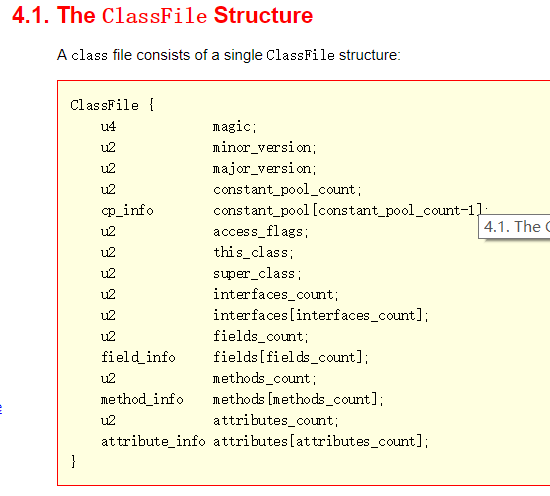 4.1. The ClassFile Structure
A class file consists of a single ClassFile structure:
ClassFile {
u4 magic;
u2 minor_version;
u2 major_version;
u2 constant_pool_count;
cp_info constant_pool[constant_pool_count-1];
4.1. The
u2 access_flags;
u2 this_class;
u2 super_class;
u2 interfaces_count;
u2 interfaces[interfaces_count];
u2 fields_count;
field_info fields[fields_count];
u2 methods_count;
method_info methods[methods_count];
u2 attributes_count;
attribute_info attributes[attributes_count];
}